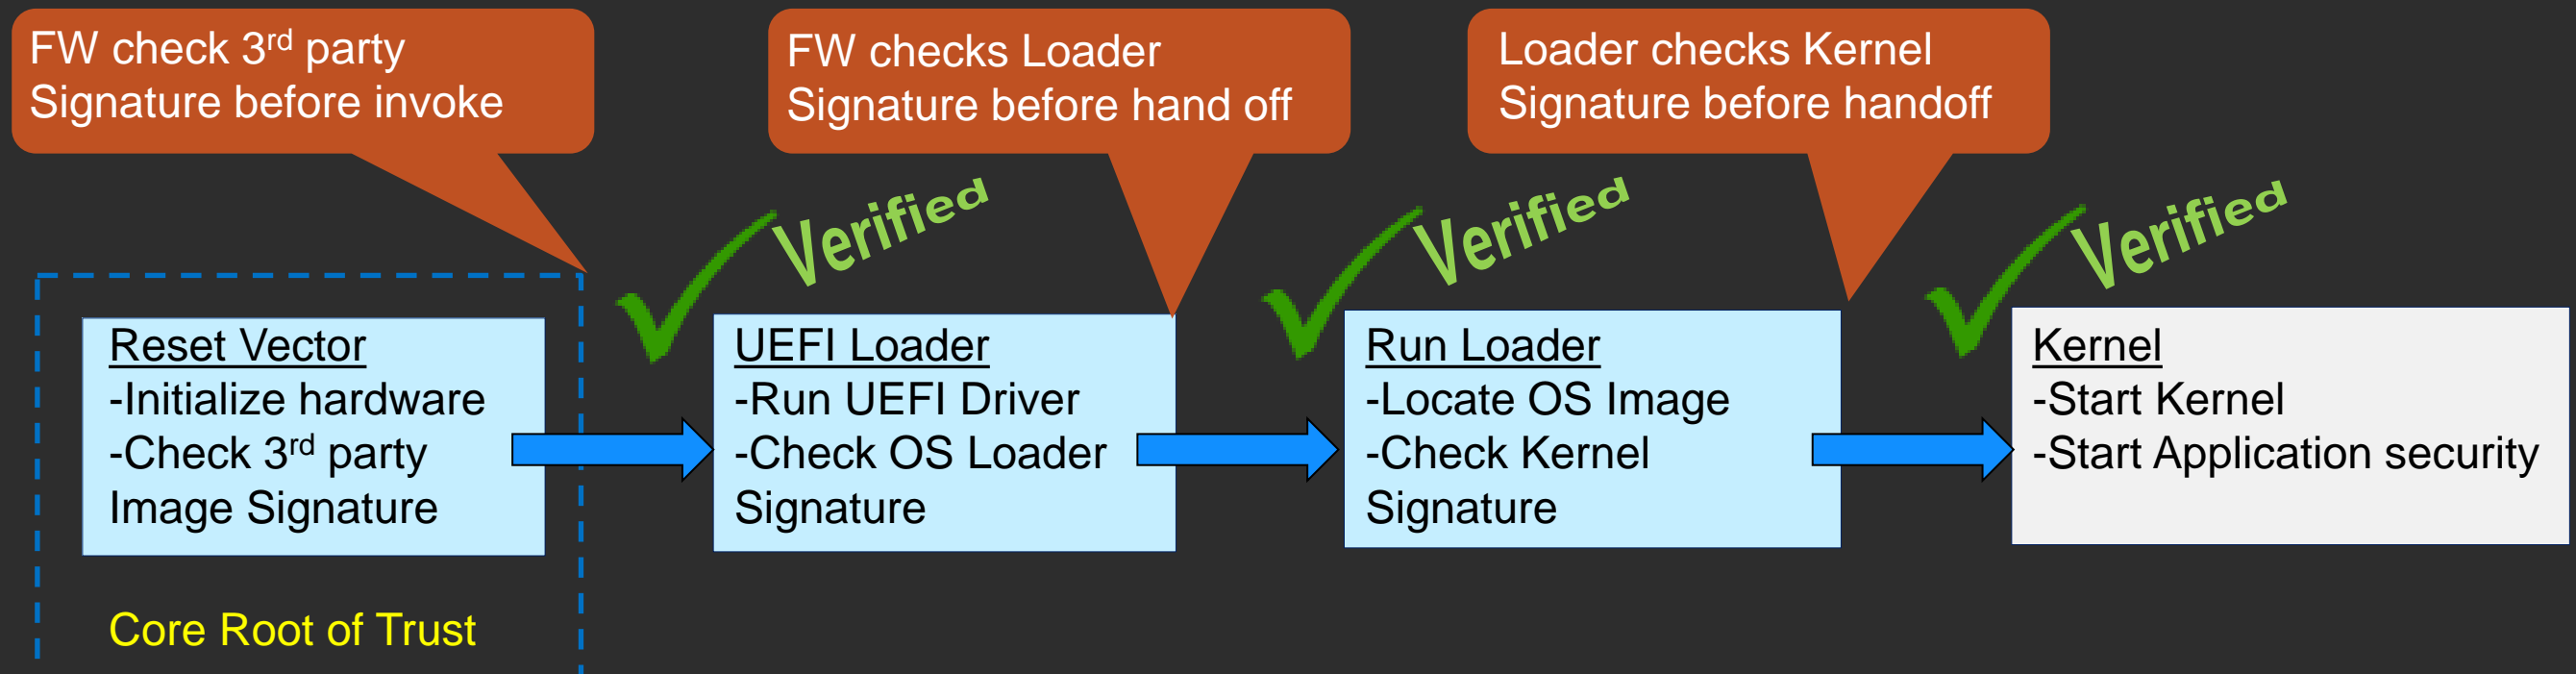 FW check 3rd party
Signature before invoke
FW checks Loader
Signature before hand off
Loader checks Kernel
Signature before handoff
Verified
Verified
Verified
Reset Vector
-Initialize hardware
-Check 3rd party
Image Signature
Core Root of Trust
UEFI Loader
-Run UEFI Driver
-Check OS Loader
Signature
Run Loader
-Locate OS Image
-Check Kernel
Signature
Kernel
-Start Kernel
-Start Application security